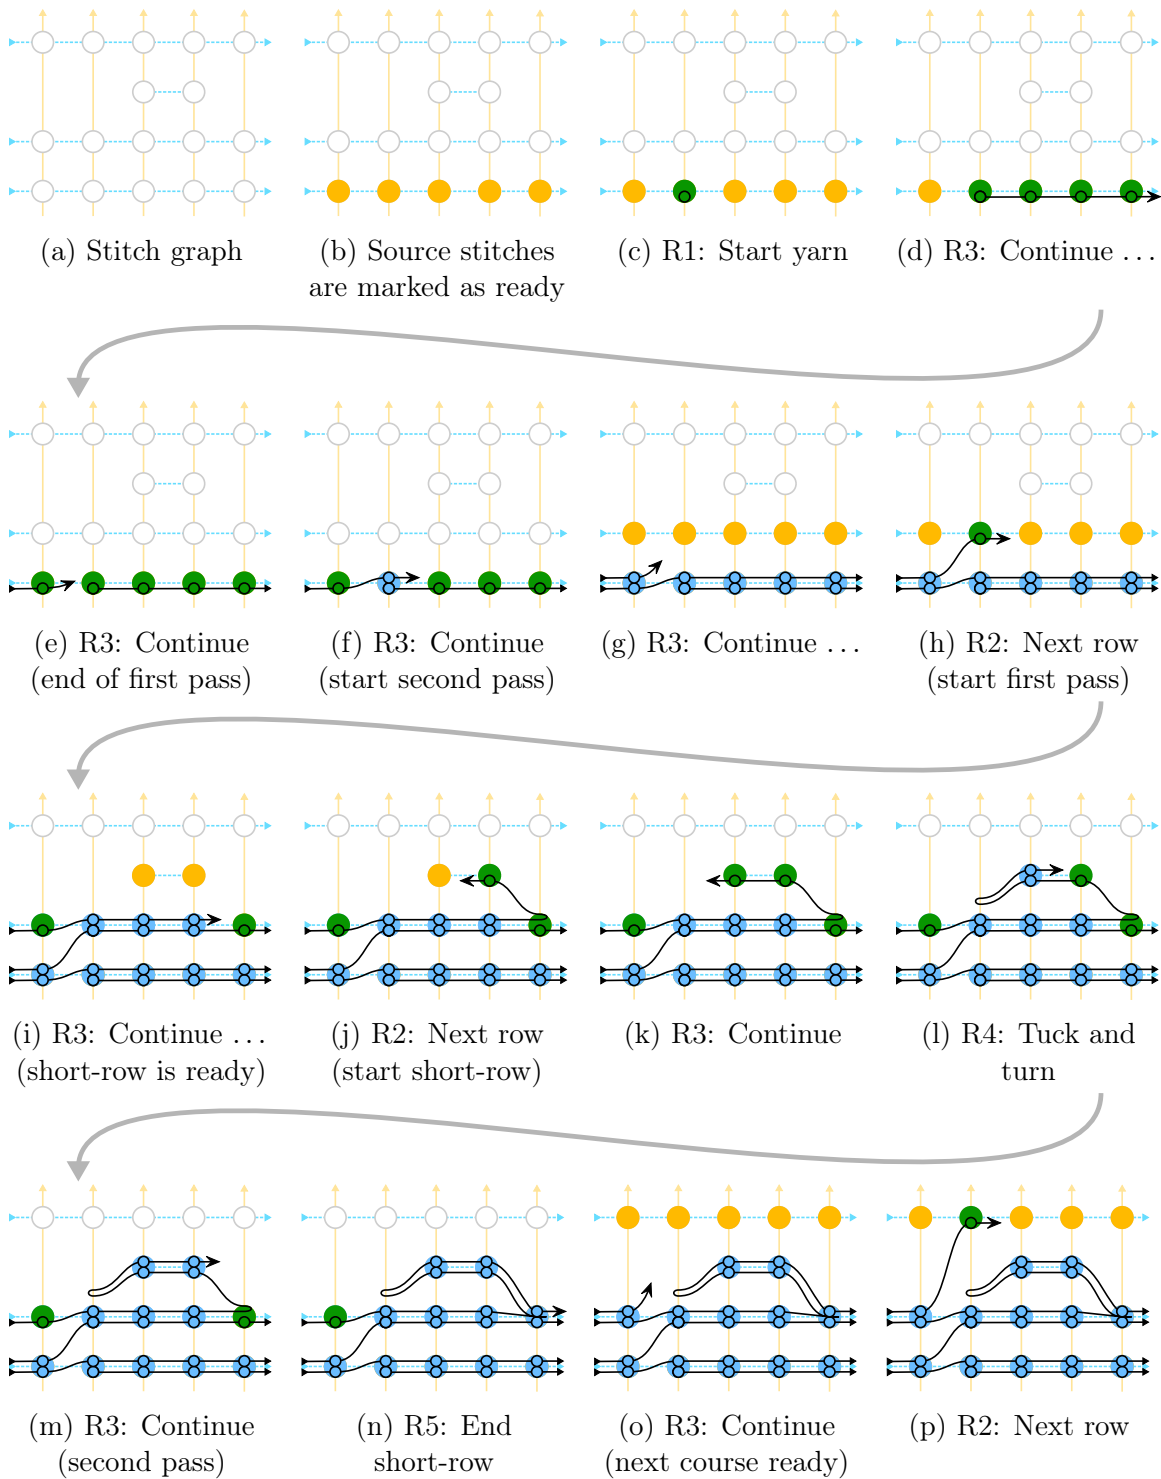 (a) Stitch graph
(b) Source stitches
are marked as ready
(c) R1: Start yarn
(d) R3: Continue ...
(e) R3: Continue
(end of first pass)
(f) R3: Continue
(start second pass)
(g) R3: Continue ...
(h) R2: Next row
(start first pass)
(i) R3: Continue ...
(short-row is ready)
(j) R2: Next row
(start short-row)
(k) R3: Continue
(l) R4: Tuck and
turn
(m) R3: Continue
(second pass)
(n) R5: End
short-row
(o) R3: Continue
(next course ready)
(p) R2: Next row